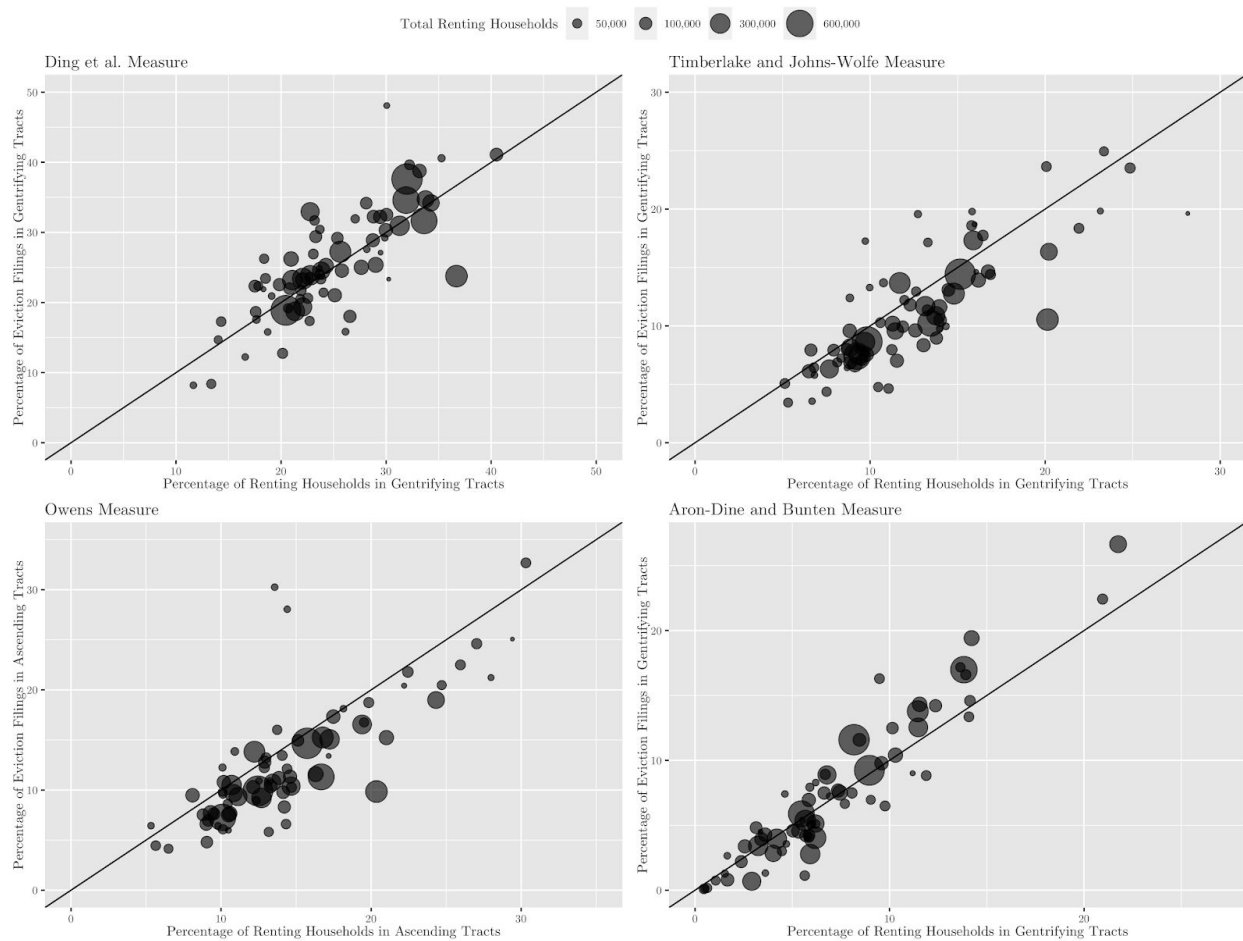 Total Renting Households 50,000 100,000 300,000 600,000
Ding et al. Measure
Percentage of Eviction Filings in Gentrifying Tracts
50
40
30
20
10
0
0 10 20 30 40 50
Percentage of Renting Households in Gentrifying Tracts
Timberlake and Johns-Wolfe Measure
Percentage of Eviction Filings in Gentrifying Tracts
30
20
10
0
0 10 20 30
Percentage of Renting Households in Gentrifying Tracts
Owens Measure
Percentage of Eviction Filings in Ascending Tracts
30
20
10
0
0 10 20 30
Percentage of Renting Households in Ascending Tracts
Aron-Dine and Bunten Measure
Percentage of Eviction Filings in Gentrifying Tracts
20
10
0
0 10 20
Percentage of Renting Households in Gentrifying Tracts